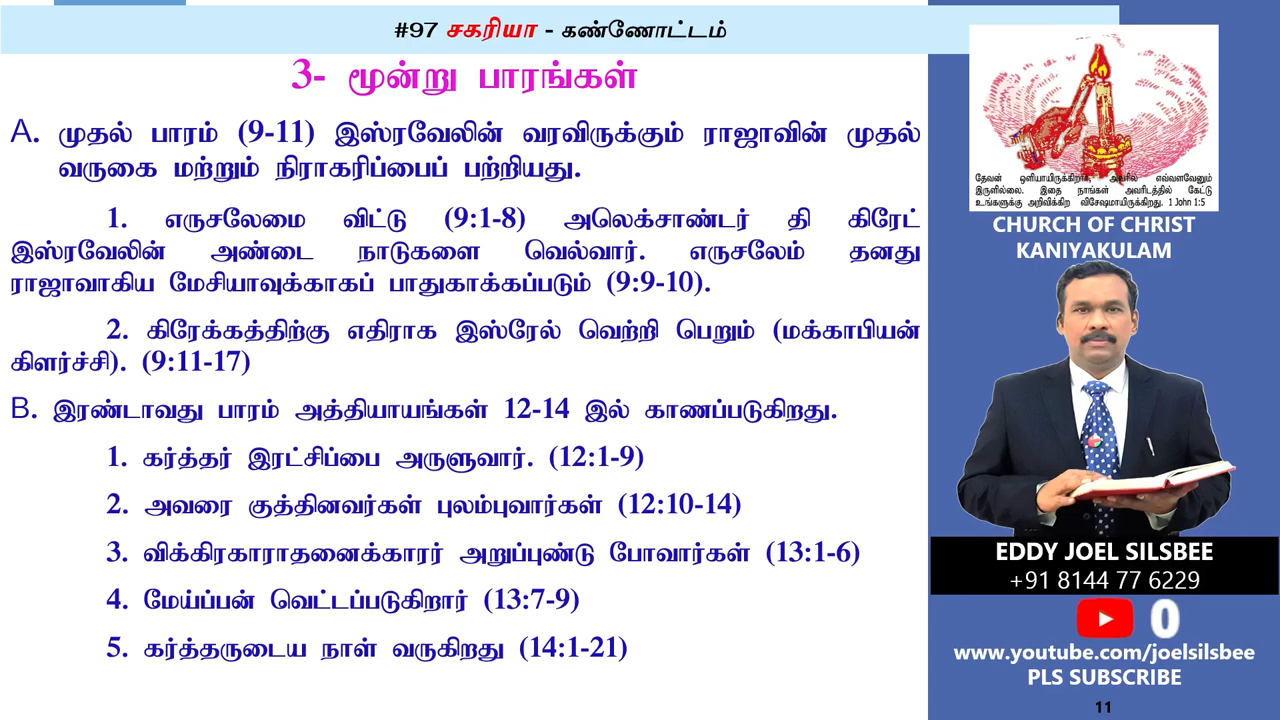 #97 சகரியா - கண்ணோட்டம்
3- மூன்று பாரங்கள்
A. முதல் பாரம் (9-11) இஸ்ரவேலின் வரவிருக்கும் ராஜாவின் முதல்
வருகை மற்றும் நிராகரிப்பைப் பற்றியது.
1. எருசலேமை விட்டு (9:1-8) அலெக்சாண்டர் தி கிரேட்
இஸ்ரவேலின் அண்டை நாடுகளை வெல்வார். எருசலேம் தனது
ராஜாவாகிய மேசியாவுக்காகப் பாதுகாக்கப்படும் (9:9-10).
2. கிரேக்கத்திற்கு எதிராக இஸ்ரேல் வெற்றி பெறும் (மக்காபியன்
கிளர்ச்சி). (9:11-17)
B. இரண்டாவது பாரம் அத்தியாயங்கள் 12-14 இல் காணப்படுகிறது.
1. கர்த்தர் இரட்சிப்பை அருளுவார். (12:1-9)
2. அவரை குத்தினவர்கள் புலம்புவார்கள் (12:10-14)
3. விக்கிரகாராதனைக்காரர் அறுப்புண்டு போவார்கள் (13:1-6)
4. மேய்ப்பன் வெட்டப்படுகிறார் (13:7-9)
5. கர்த்தருடைய நாள் வருகிறது (14:1-21)
தேவன் ஒளியாயிருக்கிறார், அவரில் எவ்வளவேனும்
இருளில்லை. இதை நாங்கள் அவரிடத்தில் கேட்டு
உங்களுக்கு அறிவிக்கிற விசேஷமாயிருக்கிறது. 1 John 1:5
CHURCH OF CHRIST
KANIYAKULAM
EDDY JOEL SILSBEE
+91 8144 77 6229
0
www.youtube.com/joelsilsbee
PLS SUBSCRIBE
11